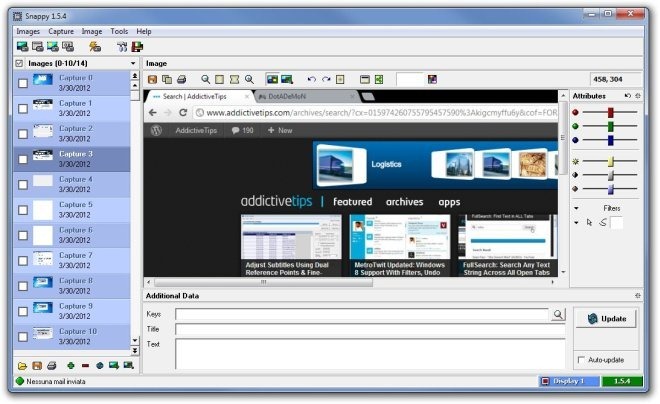 Snappy 1.5.4
Images Capture Image Tools Help
Images (0-10/14)
Image
458, 304
Capture 0
3/30/2012
Capture 1
3/30/2012
Capture 2
3/30/2012
Capture 3
3/30/2012
Capture 4
3/30/2012
Capture 5
3/30/2012
Capture 6
3/30/2012
Capture 7
3/30/2012
Capture 8
3/30/2012
Capture 9
3/30/2012
Capture 10
3/30/2012
Search | AddictiveTips
DotADeMoN
www.addictivetips.com/archives/search/?cx=015974260755795457590%3Akigcmyffu6y&cof=FOR
AddictiveTips 190 + New
Logistics
addictivetips | featured archives apps
FullSearch: Find Text in ALL Tabs
Adjust Subtitles Using Dual
Reference Points & Fine-
MetroTwit Updated: Windows
8 Support With Filters, Undo
FullSearch: Search Any Text
String Across All Open Tabs
Attributes
Filters
Additional Data
Keys
Title
Text
Update
Auto-update
Nessuna mail inviata
Display 1
1.5.4